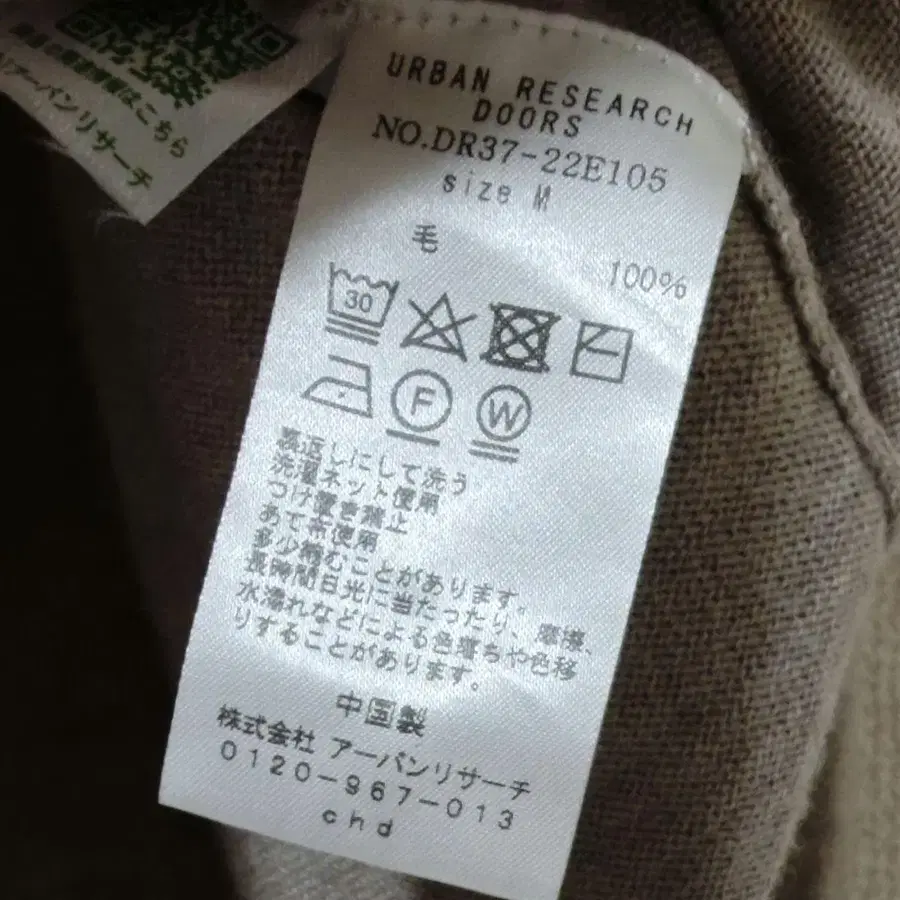 はこちら
アーバンリサーチ
URBAN RESEARCH
DOORS
NO.DR37-22E105
size M
毛 100%
30
F W
裏返しにして洗う
洗濯ネット使用
つけ置き禁止
あて布使用
多少縮むことがあります。
長時間日光に当たったり、摩擦、
水濡れなどによる色落ちや色移
りすることがあります。
中国製
株式会社 アーバンリサーチ
0120-967-013
chd